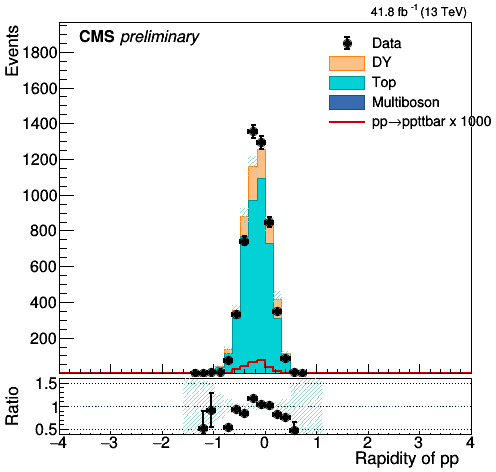 41.8 fb⁻¹ (13 TeV)
CMS preliminary
Events
1800
1600
1400
1200
1000
800
600
400
200
Data
DY
Top
Multiboson
pp→ppttbar x 1000
Ratio
1.5
1
0.5
−4 −3 −2 −1 0 1 2 3 4
Rapidity of pp